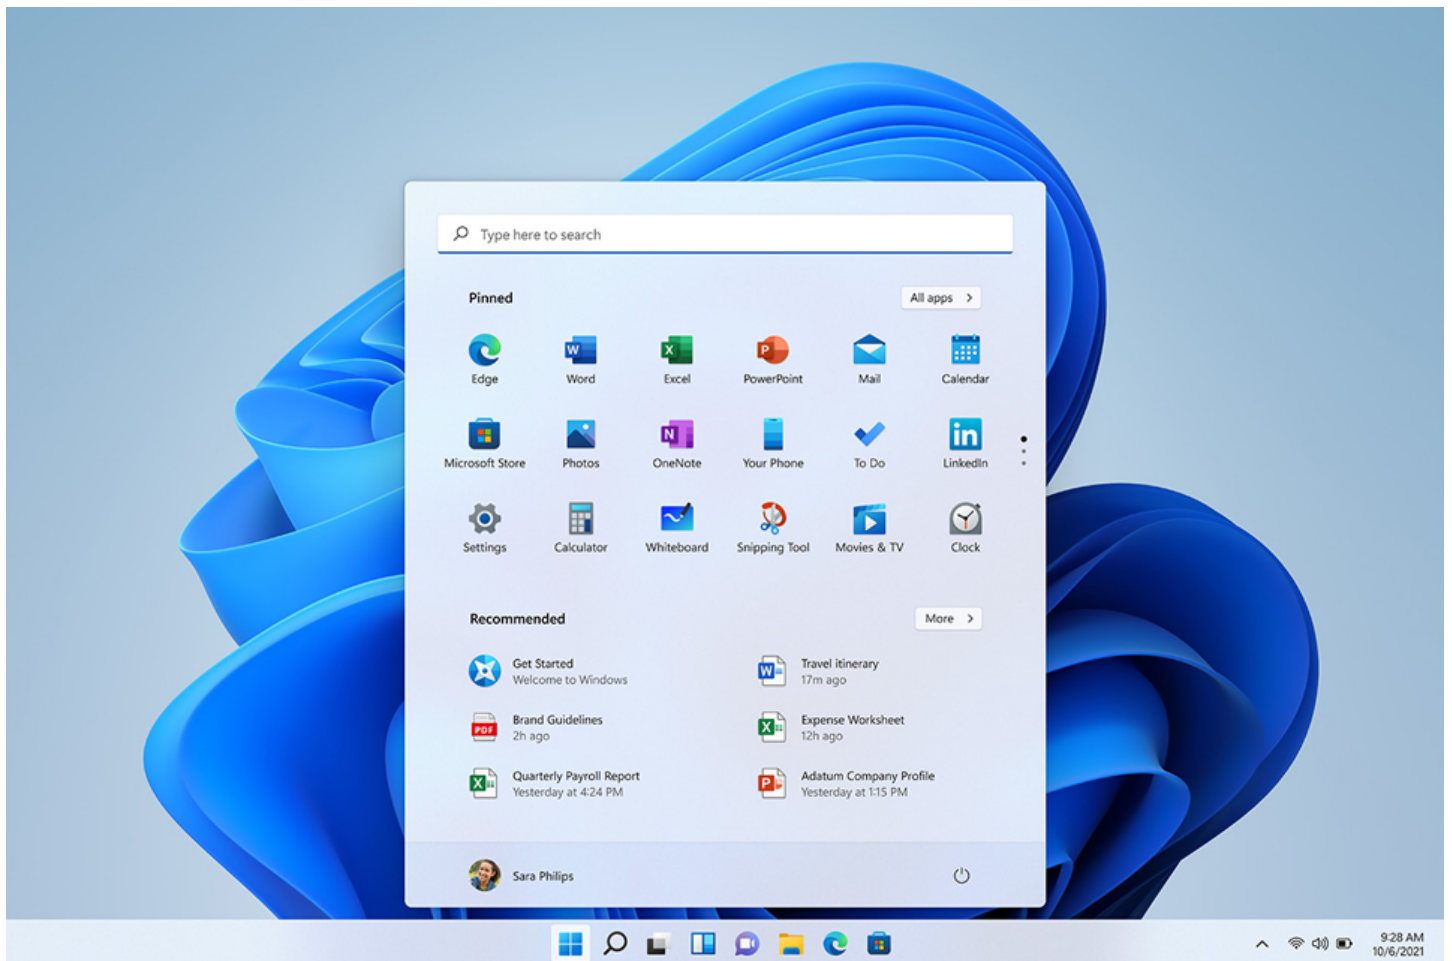 Type here to search
Pinned
All apps
Edge
Word
Excel
PowerPoint
Mail
Calendar
Microsoft Store
Photos
OneNote
Your Phone
To Do
LinkedIn
Settings
Calculator
Whiteboard
Snipping Tool
Movies & TV
Clock
Recommended
More
Get Started
Welcome to Windows
Travel itinerary
17m ago
Brand Guidelines
2h ago
Expense Worksheet
12h ago
Quarterly Payroll Report
Yesterday at 4:24 PM
Adatum Company Profile
Yesterday at 1:15 PM
Sara Philips
9:28 AM
10/6/2021
W
X
P
N
in
PDF
W
X
X
P